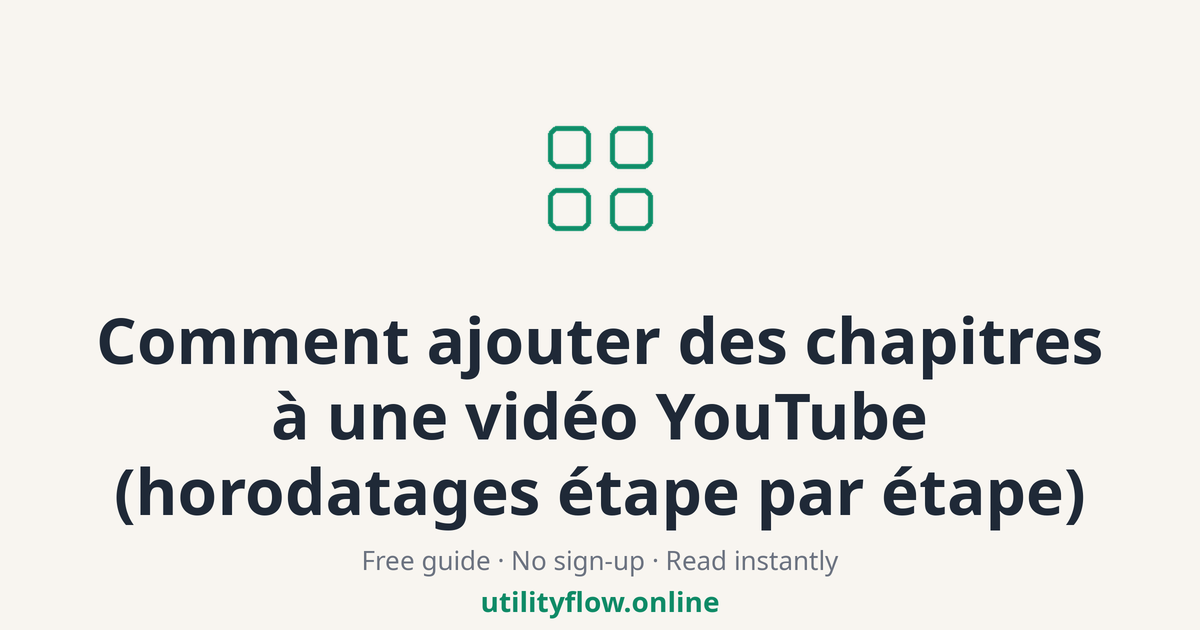 Comment ajouter des chapitres
à une vidéo YouTube
(horodatages étape par étape)
Free guide · No sign-up · Read instantly
utilityflow.online